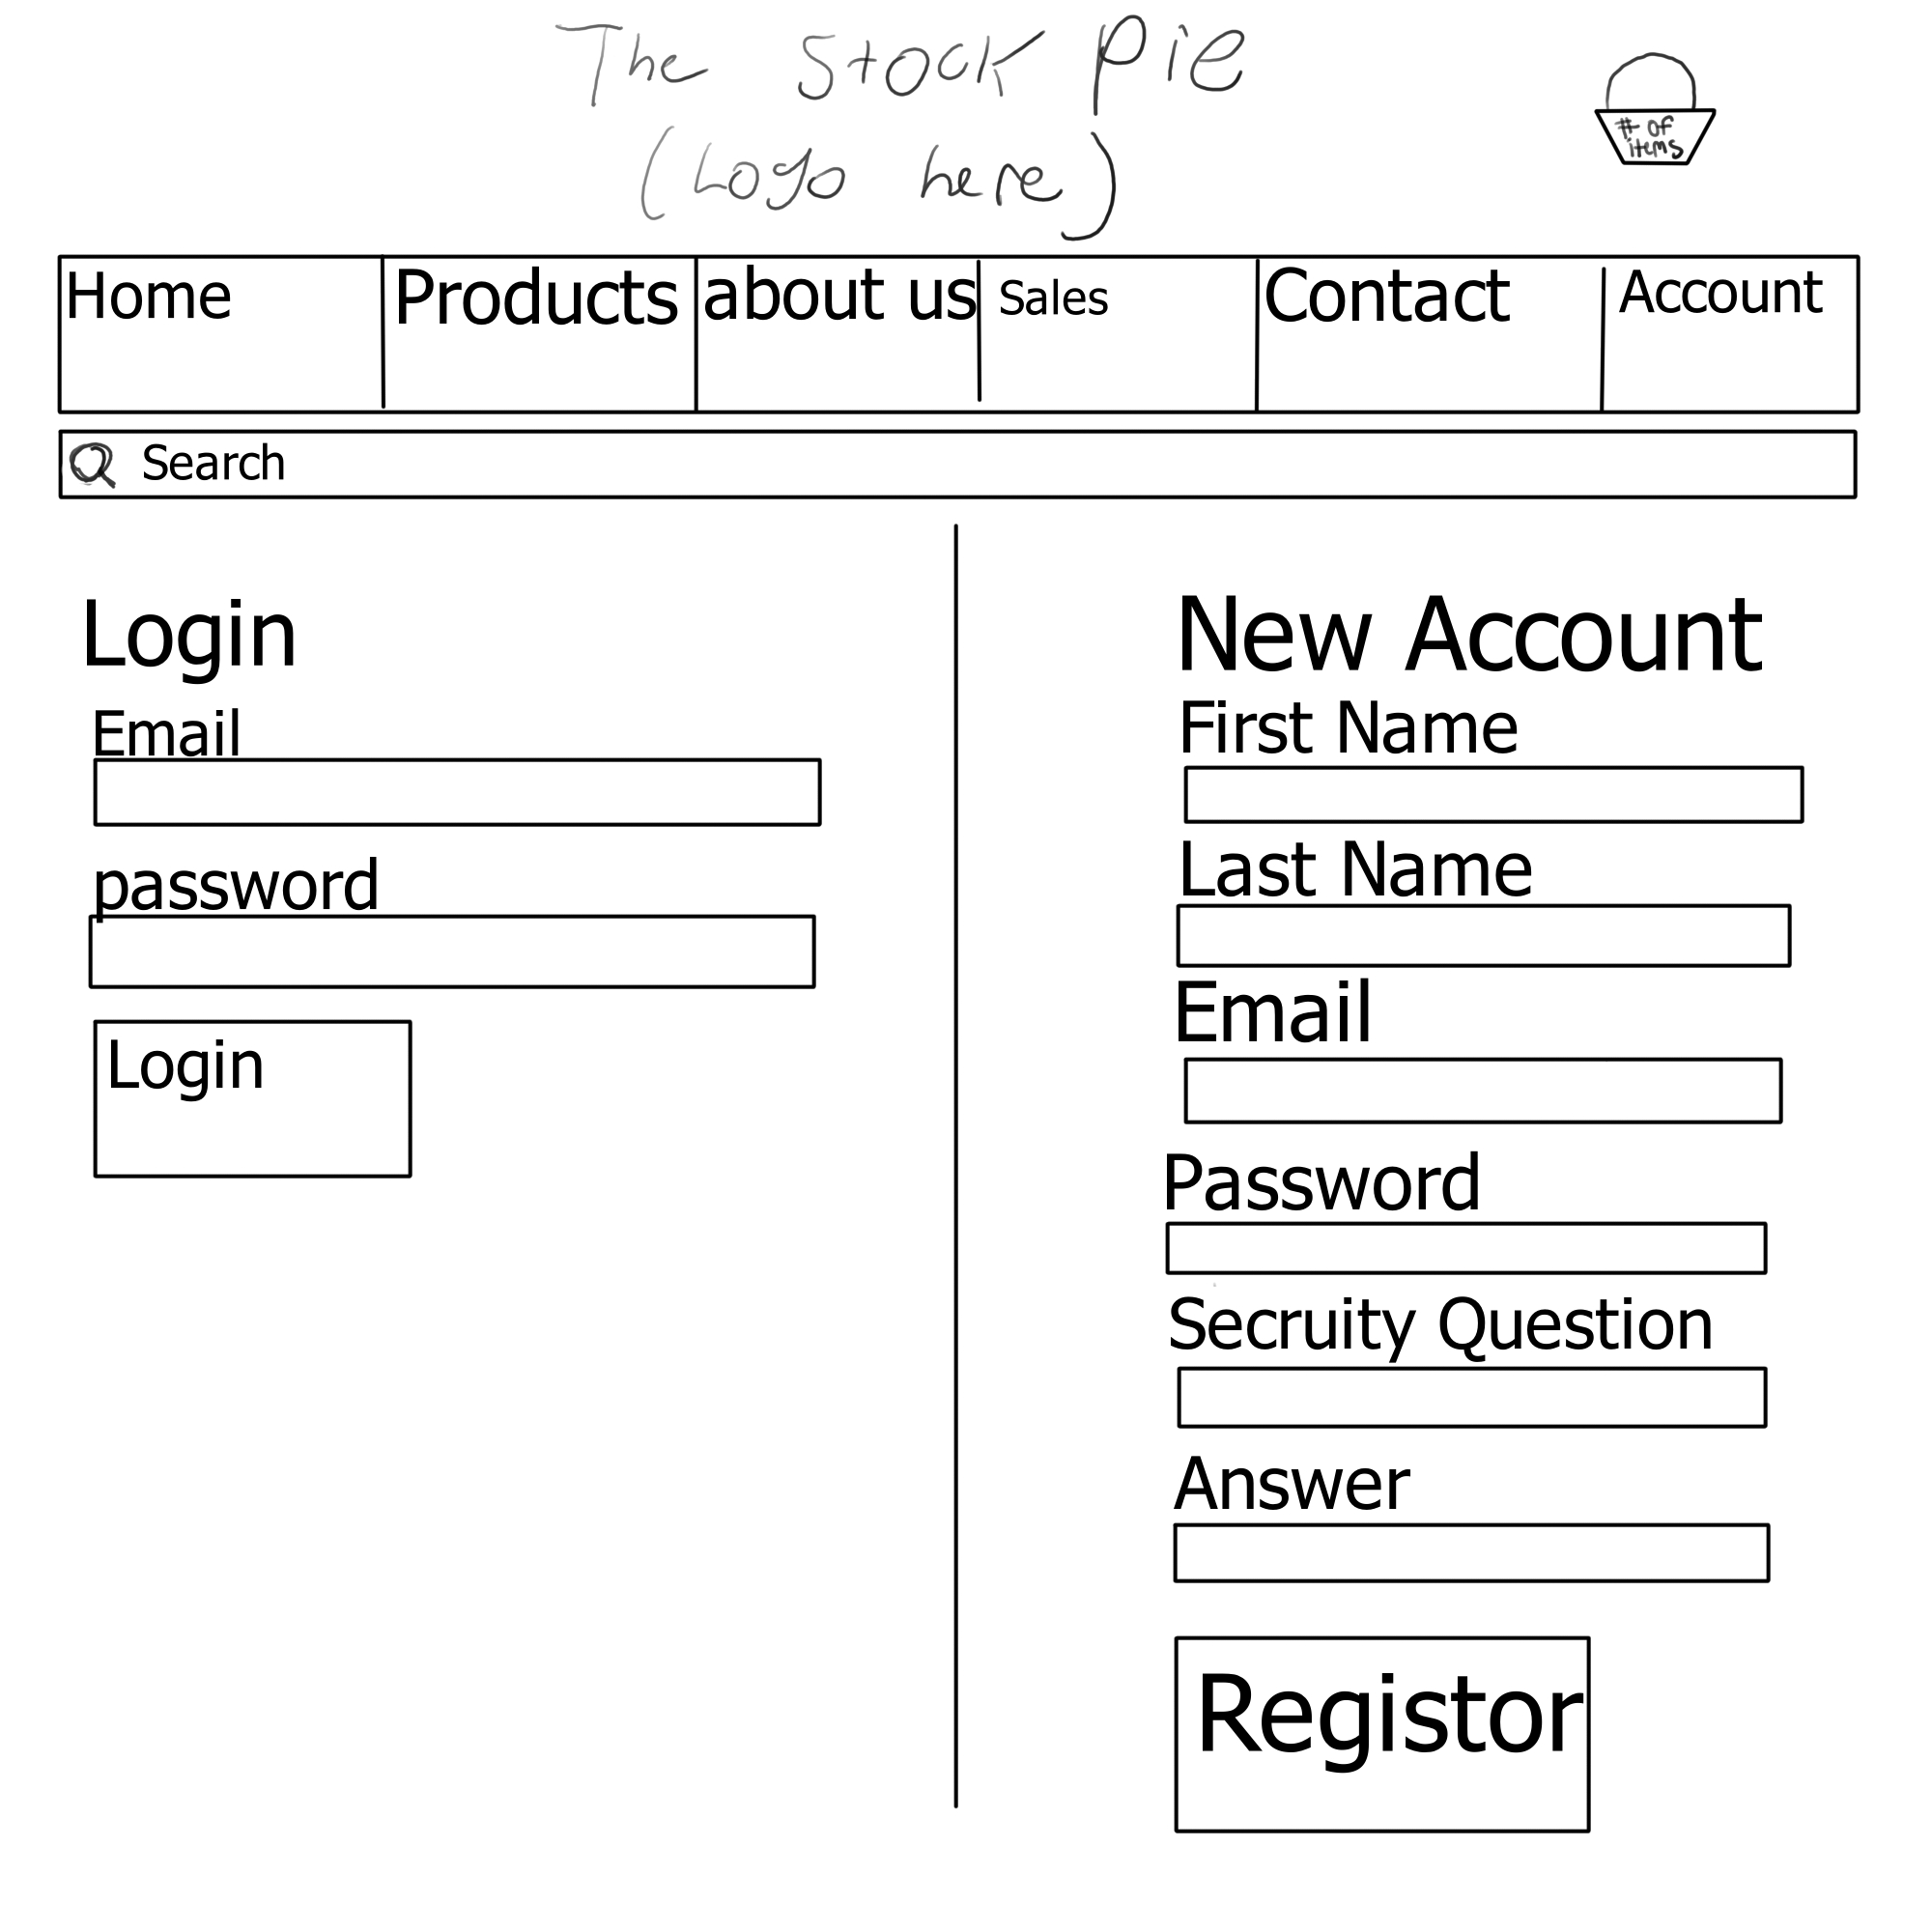 The Stock Pie
(Logo here)
# of
items
Home Products about us Sales Contact Account
Search
Login
Email
password
Login
New Account
First Name
Last Name
Email
Password
Secruity Question
Answer
Registor